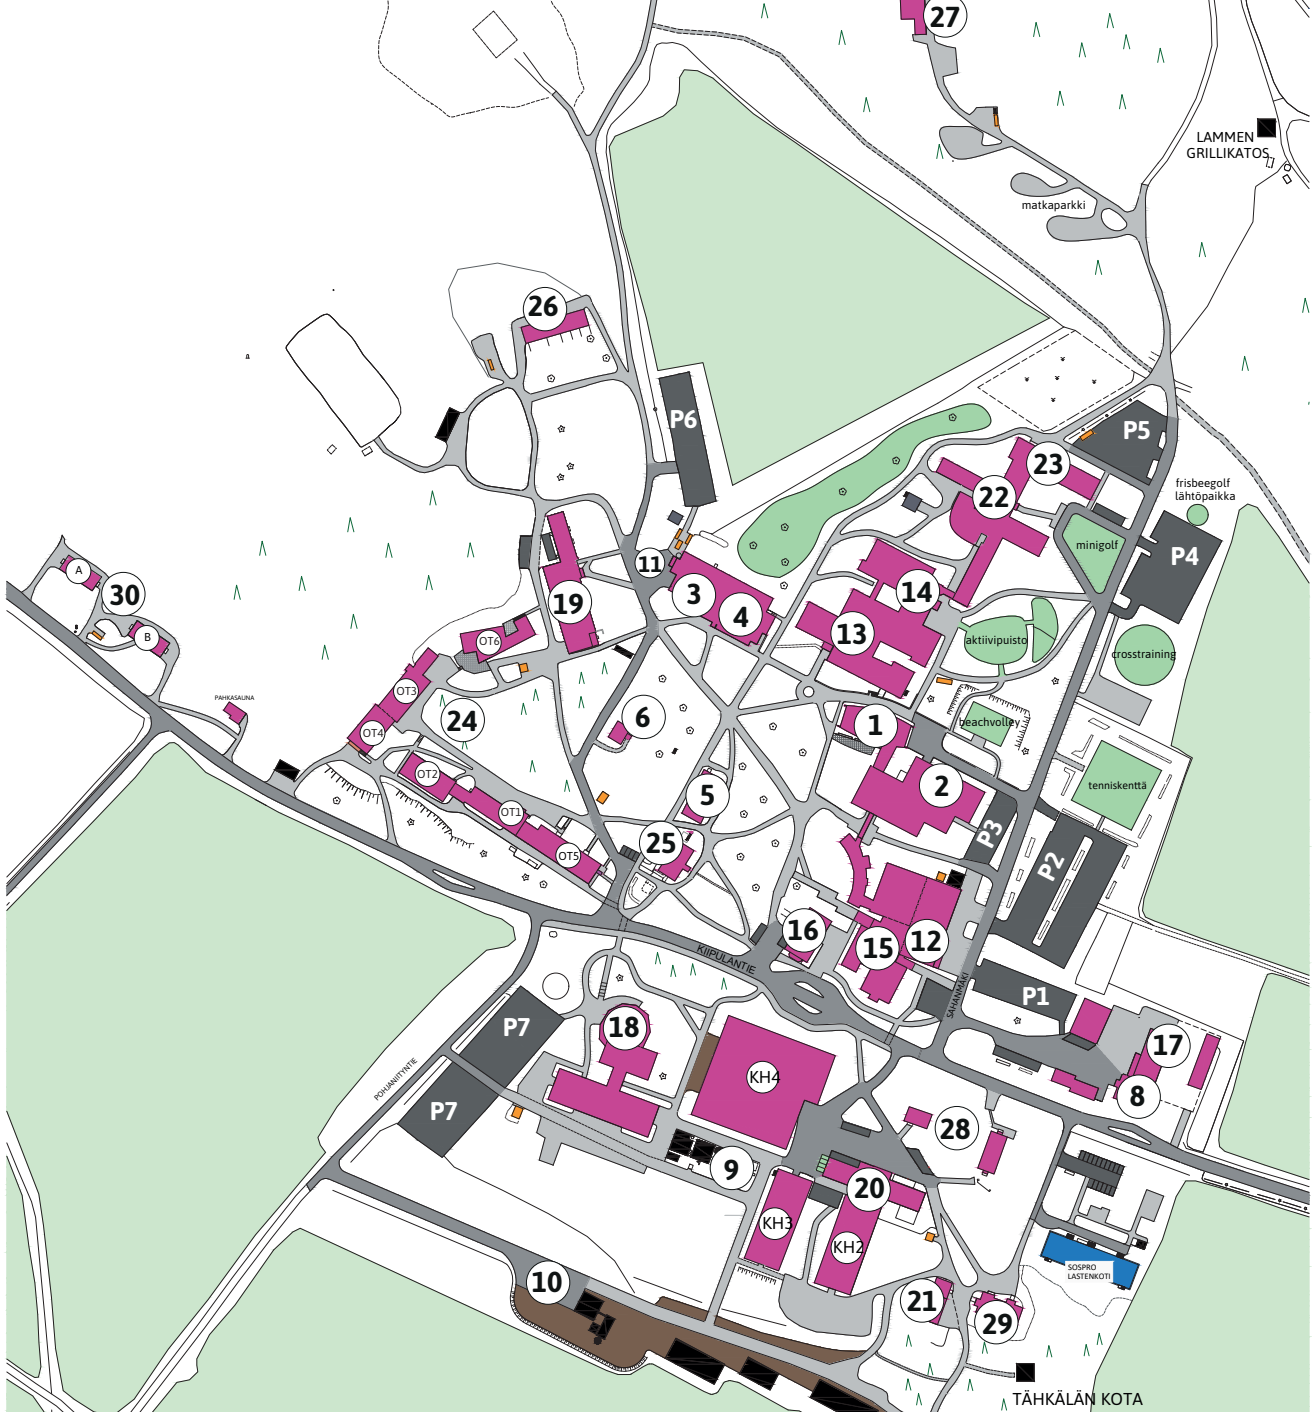 27
LAMMEN
GRILLIKATOS
matkaparkki
26
P6
P5
23
22
frisbeegolf
lähtöpaikka
minigolf
P4
11
3
4
14
13
aktiivipuisto
crosstraining
A
30
B
19
OT6
OT3
OT4
24
PAHKASAUNA
6
1
beachvolley
OT2
OT1
OT5
5
2
tenniskenttä
25
P3
P2
16
15
12
KIIPULANTIE
SAHANMÄKI
P1
P7
18
17
KH4
8
POHJANIITYNTIE
P7
28
9
20
KH3
KH2
SOSPRO
LASTENKOTI
10
21
29
TÄHKÄLÄN KOTA